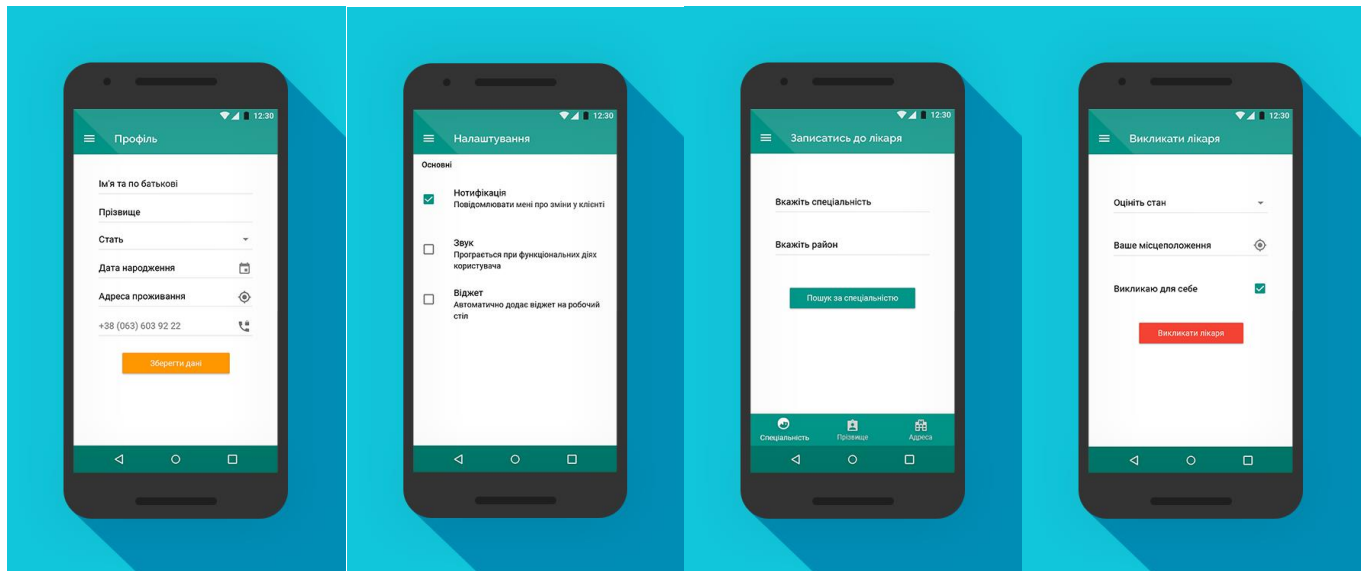 12:30
Профіль
Ім'я та по батькові
Прізвище
Стать
Дата народження
Адреса проживання
+38 (063) 603 92 22
Зберегти дані
12:30
Налаштування
Основні
Нотифікація
Повідомлювати мені про зміни у клієнті
Звук
Програється при функціональних діях
користувача
Віджет
Автоматично додає віджет на робочий
стіл
12:30
Записатись до лікаря
Вкажіть спеціальність
Вкажіть район
Пошук за спеціальністю
Спеціальність Прізвище Адреса
12:30
Викликати лікаря
Оцініть стан
Ваше місцеположення
Викликаю для себе
Викликати лікаря